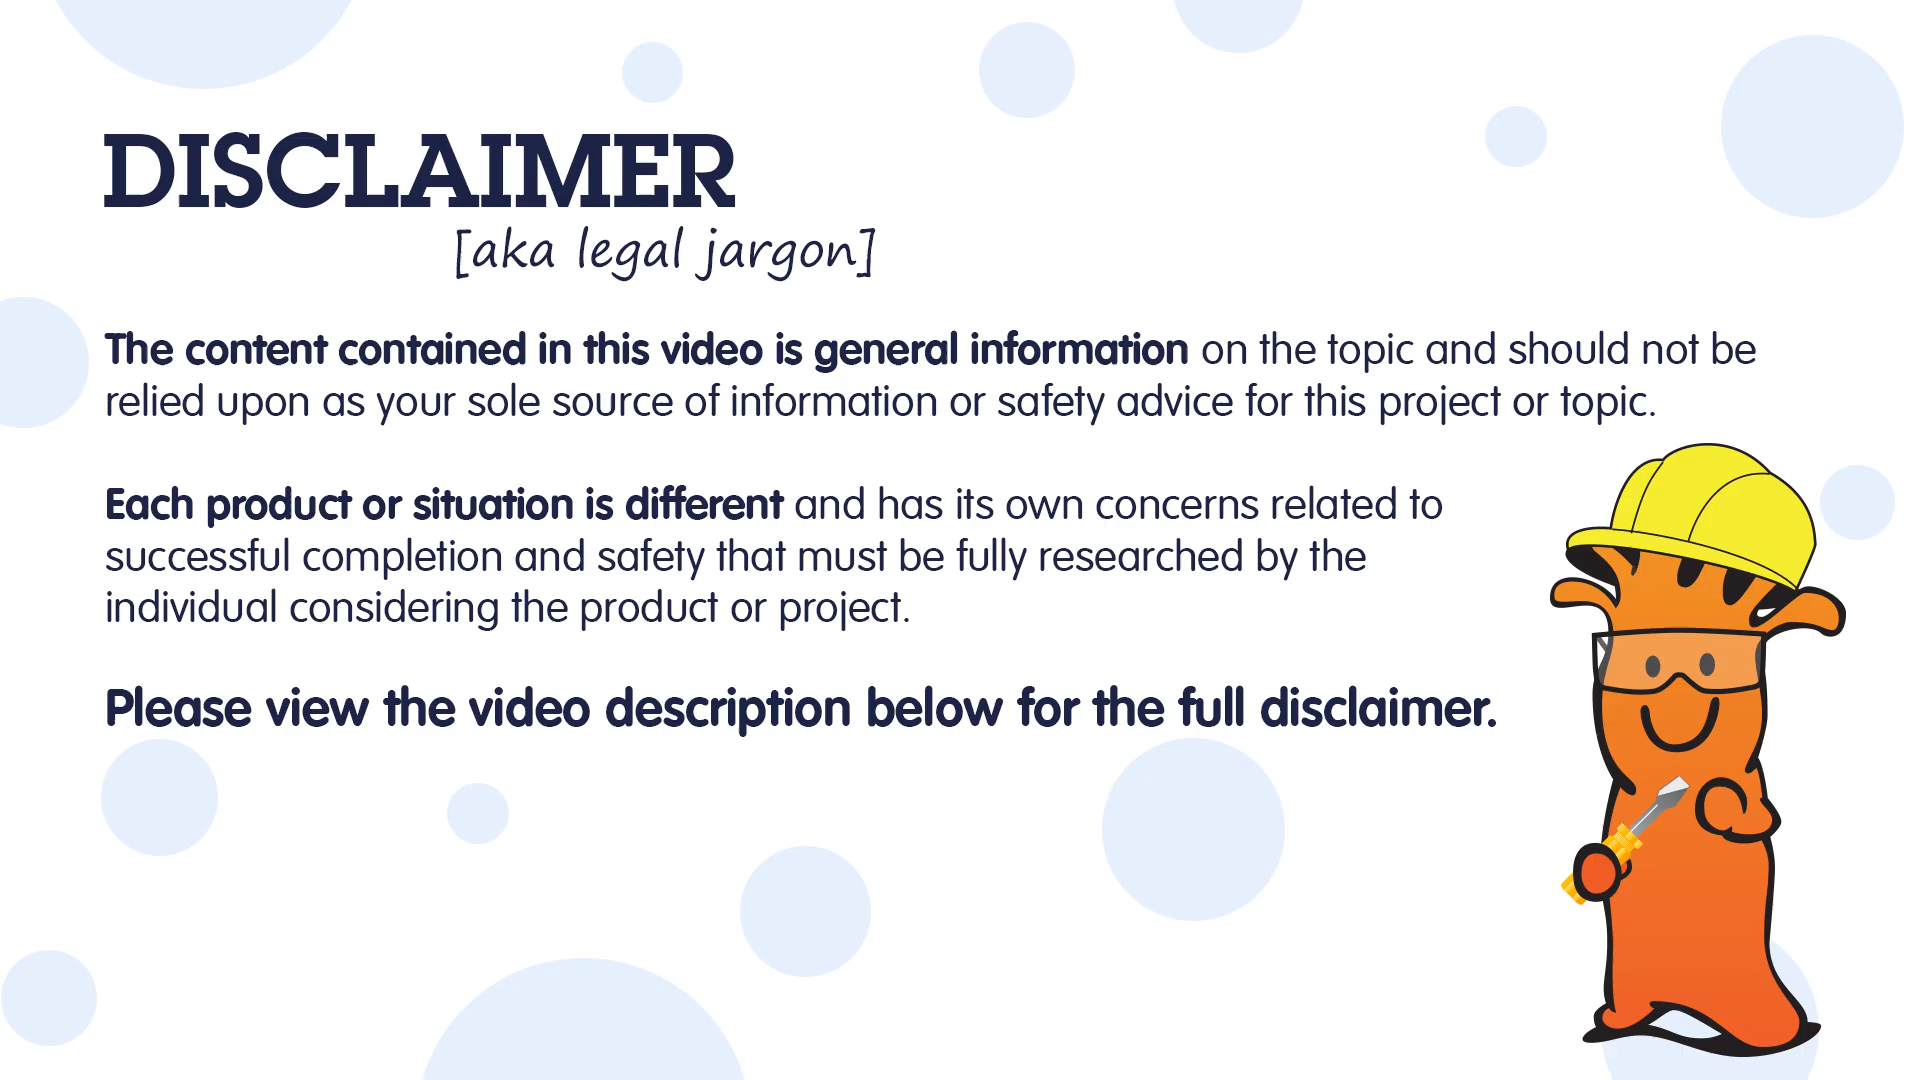 DISCLAIMER
[aka legal jargon]
The content contained in this video is general information on the topic and should not be
relied upon as your sole source of information or safety advice for this project or topic.
Each product or situation is different and has its own concerns related to
successful completion and safety that must be fully researched by the
individual considering the product or project.
Please view the video description below for the full disclaimer.